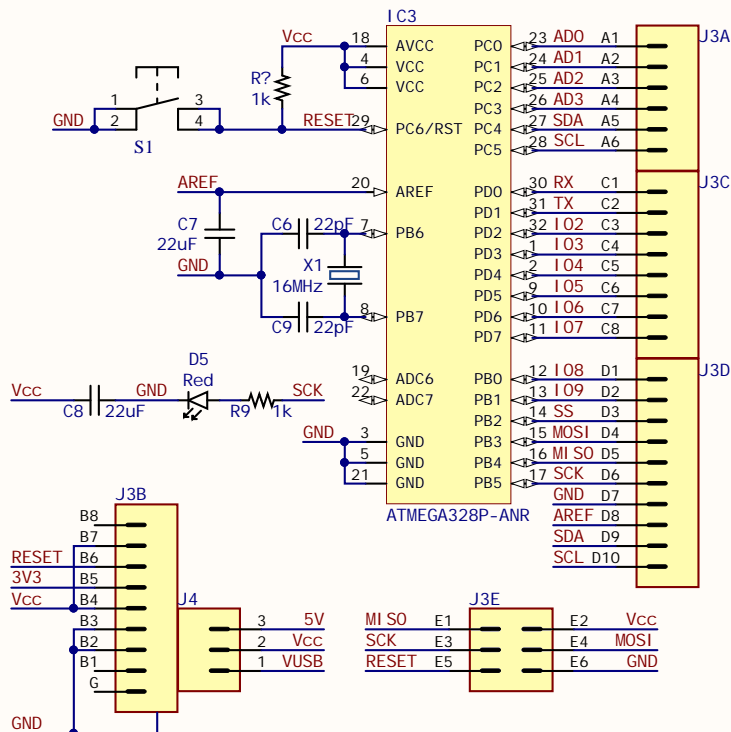 IC3
Vcc 18 AVCC PC0 23 AD0 A1 J3A
4 VCC PC1 24 AD1 A2
R? 6 VCC PC2 25 AD2 A3
1k PC3 26 AD3 A4
1 3
GND 2 4 RESET 29 PC6/RST PC4 27 SDA A5
S1 PC5 28 SCL A6
AREF 20 AREF PD0 30 RX C1 J3C
PD1 31 TX C2
C7 C6 22pF 7 PB6 PD2 32 IO2 C3
22uF PD3 1 IO3 C4
GND X1 PD4 2 IO4 C5
16MHz PD5 9 IO5 C6
C9 22pF 8 PB7 PD6 10 IO6 C7
PD7 11 IO7 C8
D5
Red 19 ADC6 PB0 12 IO8 D1 J3D
Vcc C8 22uF GND R9 1k SCK 22 ADC7 PB1 13 IO9 D2
PB2 14 SS D3
GND 3 GND PB3 15 MOSI D4
5 GND PB4 16 MISO D5
21 GND PB5 17 SCK D6
GND D7
ATMEGA328P-ANR AREF D8
SDA D9
SCL D10
J3B
B8
B7
RESET B6
3V3 B5
Vcc B4 J4 J3E
B3 3 5V MISO E1 E2 Vcc
B2 2 Vcc SCK E3 E4 MOSI
B1 1 VUSB RESET E5 E6 GND
G
GND